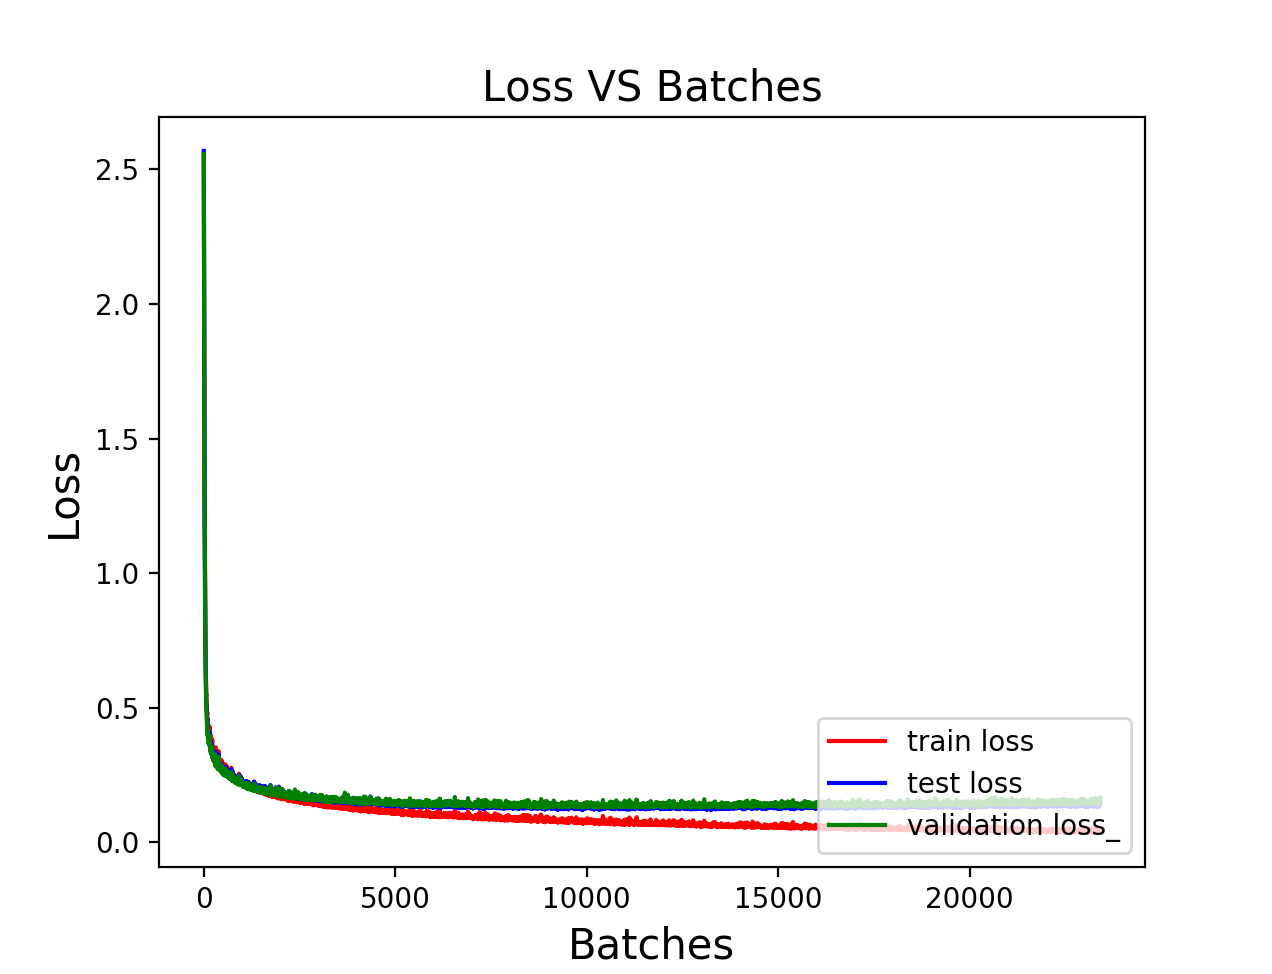 Loss VS Batches
Loss
2.5
2.0
1.5
1.0
0.5
0.0
train loss
test loss
validation loss_
0 5000 10000 15000 20000
Batches